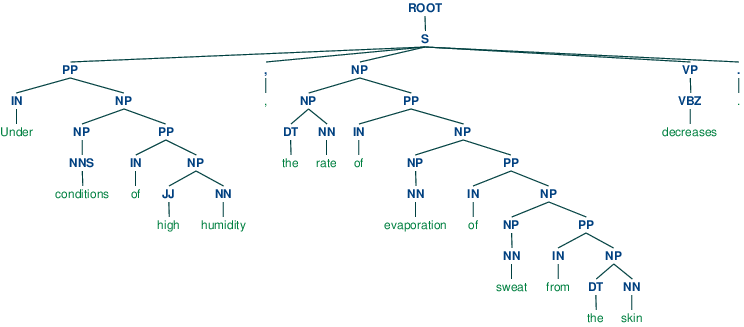 ROOT
S
PP , NP VP .
IN NP , NP PP VBZ .
Under NP PP DT NN IN NP decreases
NNS IN NP the rate of NP PP
conditions of JJ NN NN IN NP
high humidity evaporation of NP PP
NN IN NP
sweat from DT NN
the skin